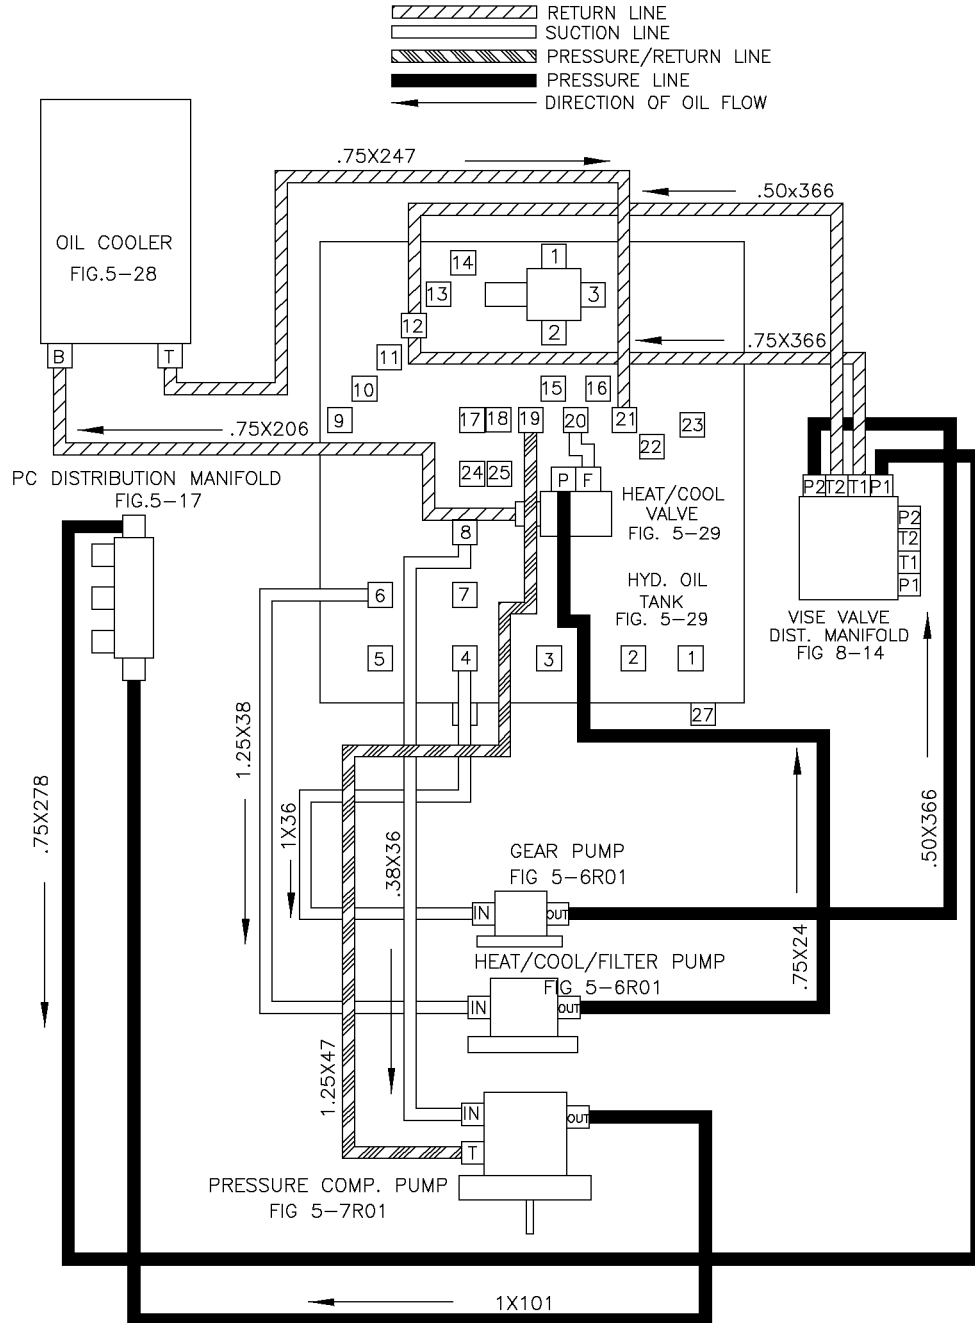 RETURN LINE
SUCTION LINE
PRESSURE/RETURN LINE
PRESSURE LINE
DIRECTION OF OIL FLOW
.75X247
.50x366
OIL COOLER
FIG.5-28
B
T
14
1
13
3
12
2
.75X366
11
10
15
16
9
17
18
19
20
21
23
22
.75X206
24
25
P
F
P2
T2
T1
P1
PC DISTRIBUTION MANIFOLD
FIG.5-17
HEAT/COOL
VALVE
FIG. 5-29
P2
T2
T1
P1
8
6
7
HYD. OIL
TANK
FIG. 5-29
VISE VALVE
DIST. MANIFOLD
FIG 8-14
5
4
3
2
1
27
1.25X38
.75X278
1X36
.38X36
.50X366
GEAR PUMP
FIG 5-6R01
IN
OUT
.75X24
HEAT/COOL/FILTER PUMP
FIG 5-6R01
IN
OUT
1.25X47
IN
OUT
T
PRESSURE COMP. PUMP
FIG 5-7R01
1X101